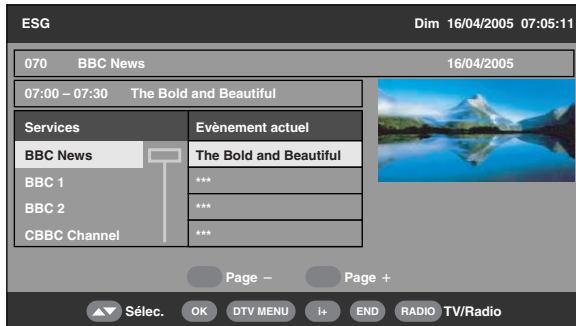 ESG Dim 16/04/2005 07:05:11
070 BBC News 16/04/2005
07:00 – 07:30 The Bold and Beautiful
Services Evènement actuel
BBC News The Bold and Beautiful
BBC 1 ***
BBC 2 ***
CBBC Channel ***
Page – Page +
Sélec. OK DTV MENU i+ END RADIO TV/Radio